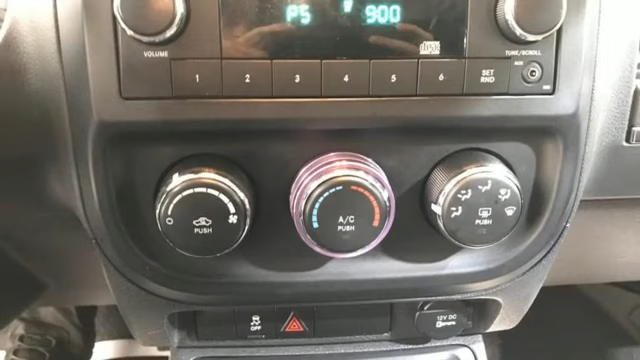 P5 900
VOLUME
TUNE/SCROLL
1 2 3 4 5 6 SET RND
AUX
PUSH
A/C
PUSH
PUSH
OFF
12V DC